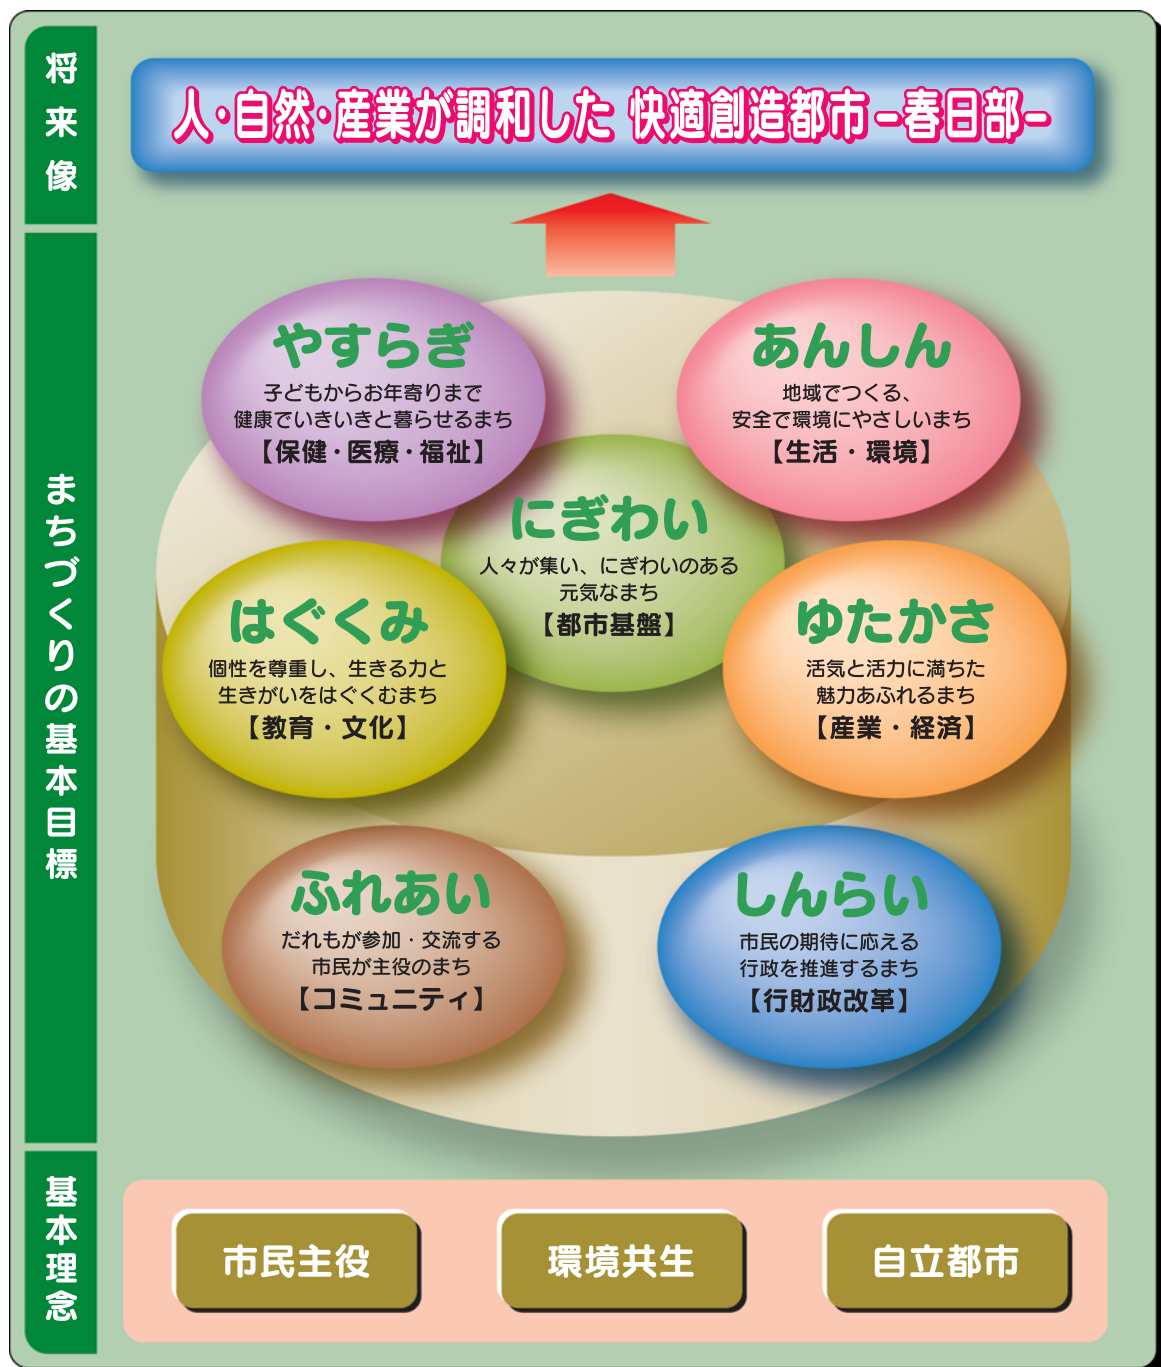 将来像
人・自然・産業が調和した 快適創造都市−春日部−
まちづくりの基本目標
やすらぎ
子どもからお年寄りまで
健康でいきいきと暮らせるまち
【保健・医療・福祉】
あんしん
地域でつくる、
安全で環境にやさしいまち
【生活・環境】
にぎわい
人々が集い、にぎわいのある
元気なまち
【都市基盤】
はぐくみ
個性を尊重し、生きる力と
生きがいをはぐくむまち
【教育・文化】
ゆたかさ
活気と活力に満ちた
魅力あふれるまち
【産業・経済】
ふれあい
だれもが参加・交流する
市民が主役のまち
【コミュニティ】
しんらい
市民の期待に応える
行政を推進するまち
【行財政改革】
基本理念
市民主役
環境共生
自立都市